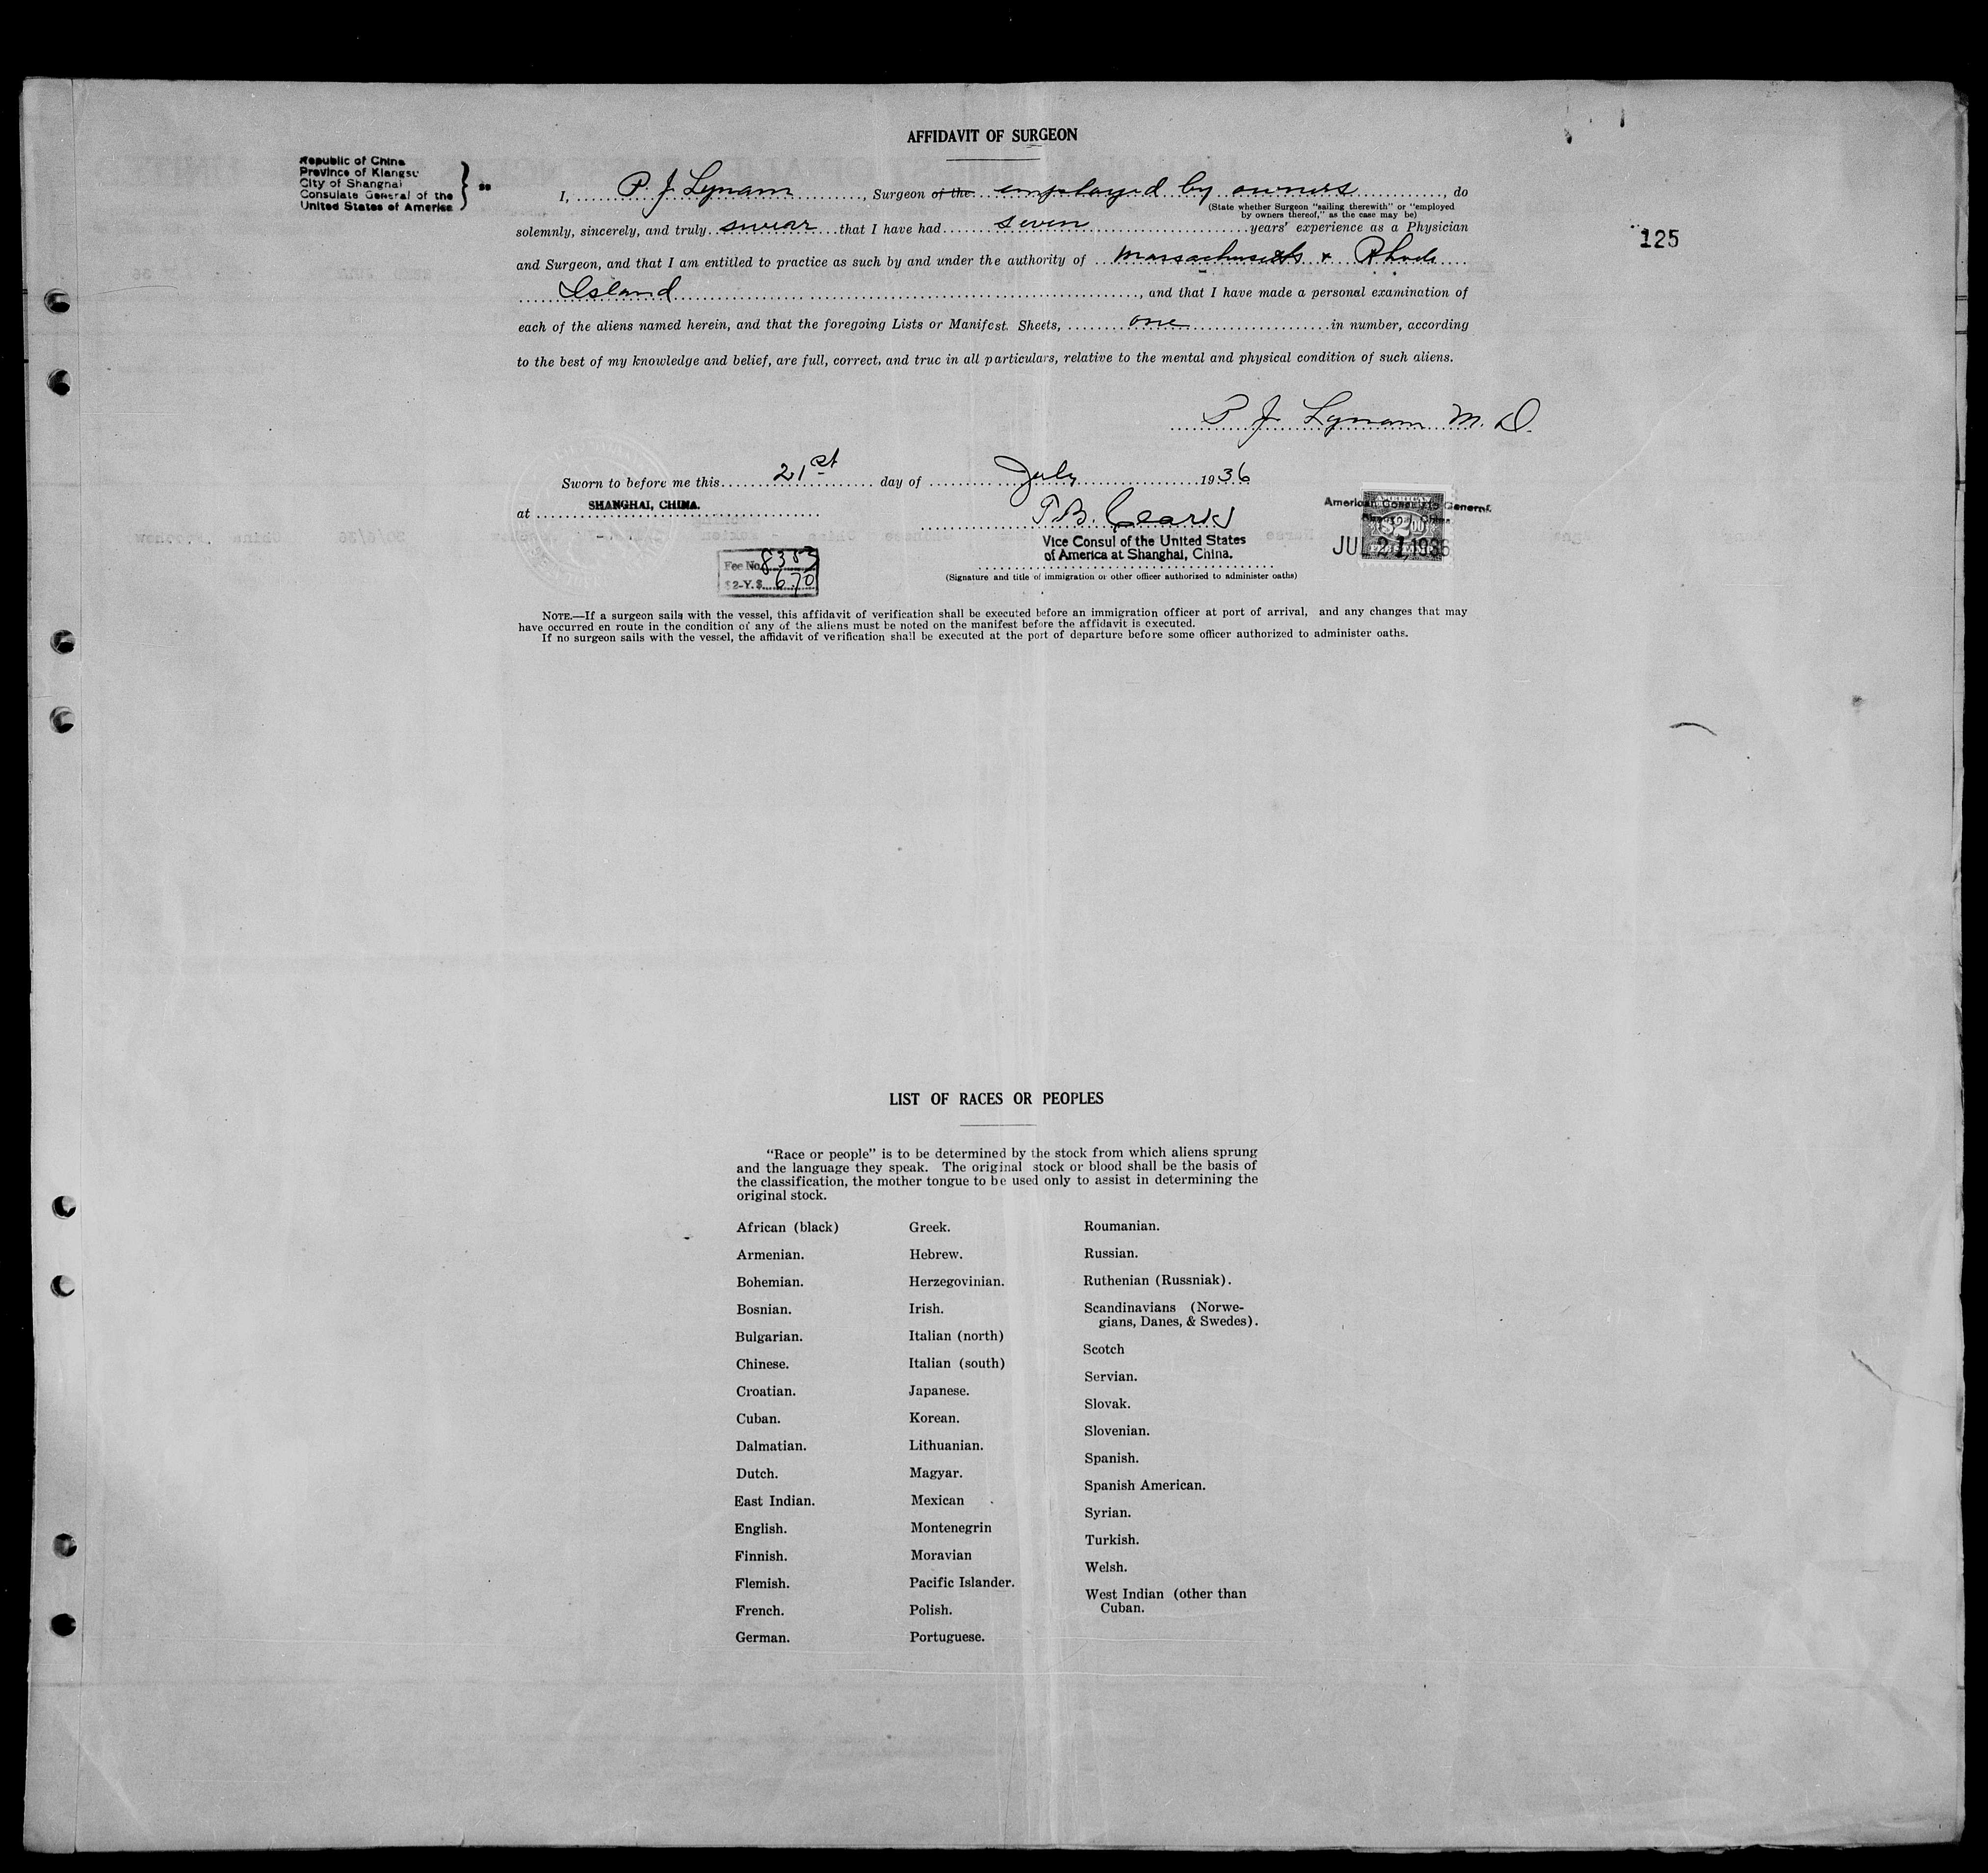 AFFIDAVIT OF SURGEON
Republic of China
Province of Kiangsu
City of Shanghai
Consulate General of the
United States of America
} ss
I, P. J. Lynam, Surgeon of the employed by owners, do
(State whether Surgeon "sailing therewith" or "employed
by owners thereof," as the case may be)
solemnly, sincerely, and truly swear that I have had seven years' experience as a Physician
125
and Surgeon, and that I am entitled to practice as such by and under the authority of Massachusetts & Rhode
Island, and that I have made a personal examination of
each of the aliens named herein, and that the foregoing Lists or Manifest. Sheets, one in number, according
to the best of my knowledge and belief, are full, correct, and true in all particulars, relative to the mental and physical condition of such aliens.
P J Lynam M. D.
Sworn to before me this 21st day of July 1936
at SHANGHAI, CHINA.
American Consulate General.
$2.00
JUL 21, 1936
Vice Consul of the United States
of America at Shanghai, China.
Fee No. 8383
$2-Y.$ 6.70
(Signature and title of immigration or other officer authorized to administer oaths)
NOTE.—If a surgeon sails with the vessel, this affidavit of verification shall be executed before an immigration officer at port of arrival, and any changes that may
have occurred en route in the condition of any of the aliens must be noted on the manifest before the affidavit is executed.
If no surgeon sails with the vessel, the affidavit of verification shall be executed at the port of departure before some officer authorized to administer oaths.
LIST OF RACES OR PEOPLES
"Race or people" is to be determined by the stock from which aliens sprung
and the language they speak. The original stock or blood shall be the basis of
the classification, the mother tongue to be used only to assist in determining the
original stock.
African (black)
Armenian.
Bohemian.
Bosnian.
Bulgarian.
Chinese.
Croatian.
Cuban.
Dalmatian.
Dutch.
East Indian.
English.
Finnish.
Flemish.
French.
German.
Greek.
Hebrew.
Herzegovinian.
Irish.
Italian (north)
Italian (south)
Japanese.
Korean.
Lithuanian.
Magyar.
Mexican
Montenegrin
Moravian
Pacific Islander.
Polish.
Portuguese.
Roumanian.
Russian.
Ruthenian (Russniak).
Scandinavians (Norwe-
gians, Danes, & Swedes).
Scotch
Servian.
Slovak.
Slovenian.
Spanish.
Spanish American.
Syrian.
Turkish.
Welsh.
West Indian (other than
Cuban.